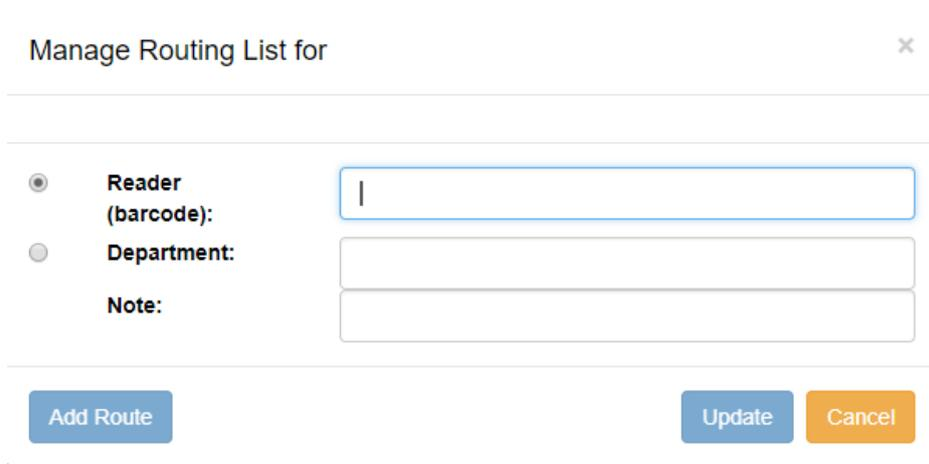 Manage Routing List for ×
Reader
(barcode):
Department:
Note:
Add Route Update Cancel